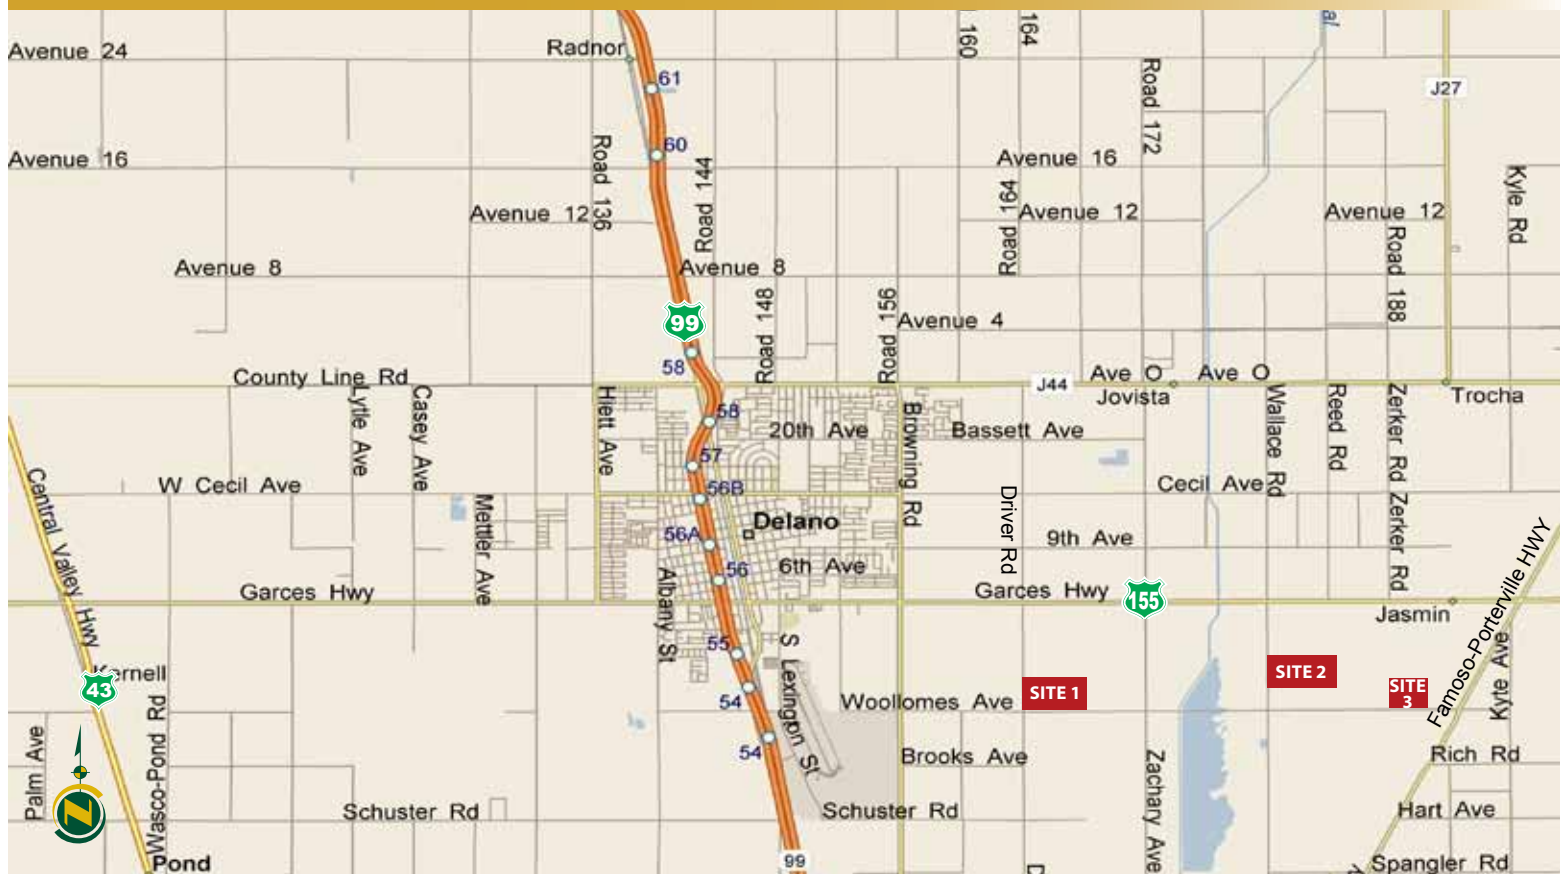 160
164
al
Avenue 24
Radnor
61
Road 172
J27
60
Avenue 16
Road 136
Road 144
Avenue 16
Kyle Rd
Avenue 12
Road 164
Avenue 12
Avenue 12
Road 188
Avenue 8
Avenue 8
99
Road 148
Road 156
Avenue 4
58
County Line Rd
J44
Ave O
Ave O
Jovista
Trocha
Lytle Ave
Casey Ave
Hiett Ave
58
20th Ave
Browning Rd
Bassett Ave
Wallace Rd
Reed Rd
Zerker Rd
57
W Cecil Ave
56B
Cecil Ave
Central Valley Hwy
Mettler Ave
Delano
Driver Rd
Zerker Rd
56A
9th Ave
56
6th Ave
Famoso-Porterville HWY
Garces Hwy
Albany St
Garces Hwy
155
Jasmin
55
S Lexington St
Kyte Ave
Kernell
43
SITE 1
SITE 2
SITE
3
54
Woollomes Ave
Palm Ave
Wasco-Pond Rd
54
Brooks Ave
Zachary Ave
Rich Rd
N
Schuster Rd
Schuster Rd
Hart Ave
Pond
99
D
Spangler Rd